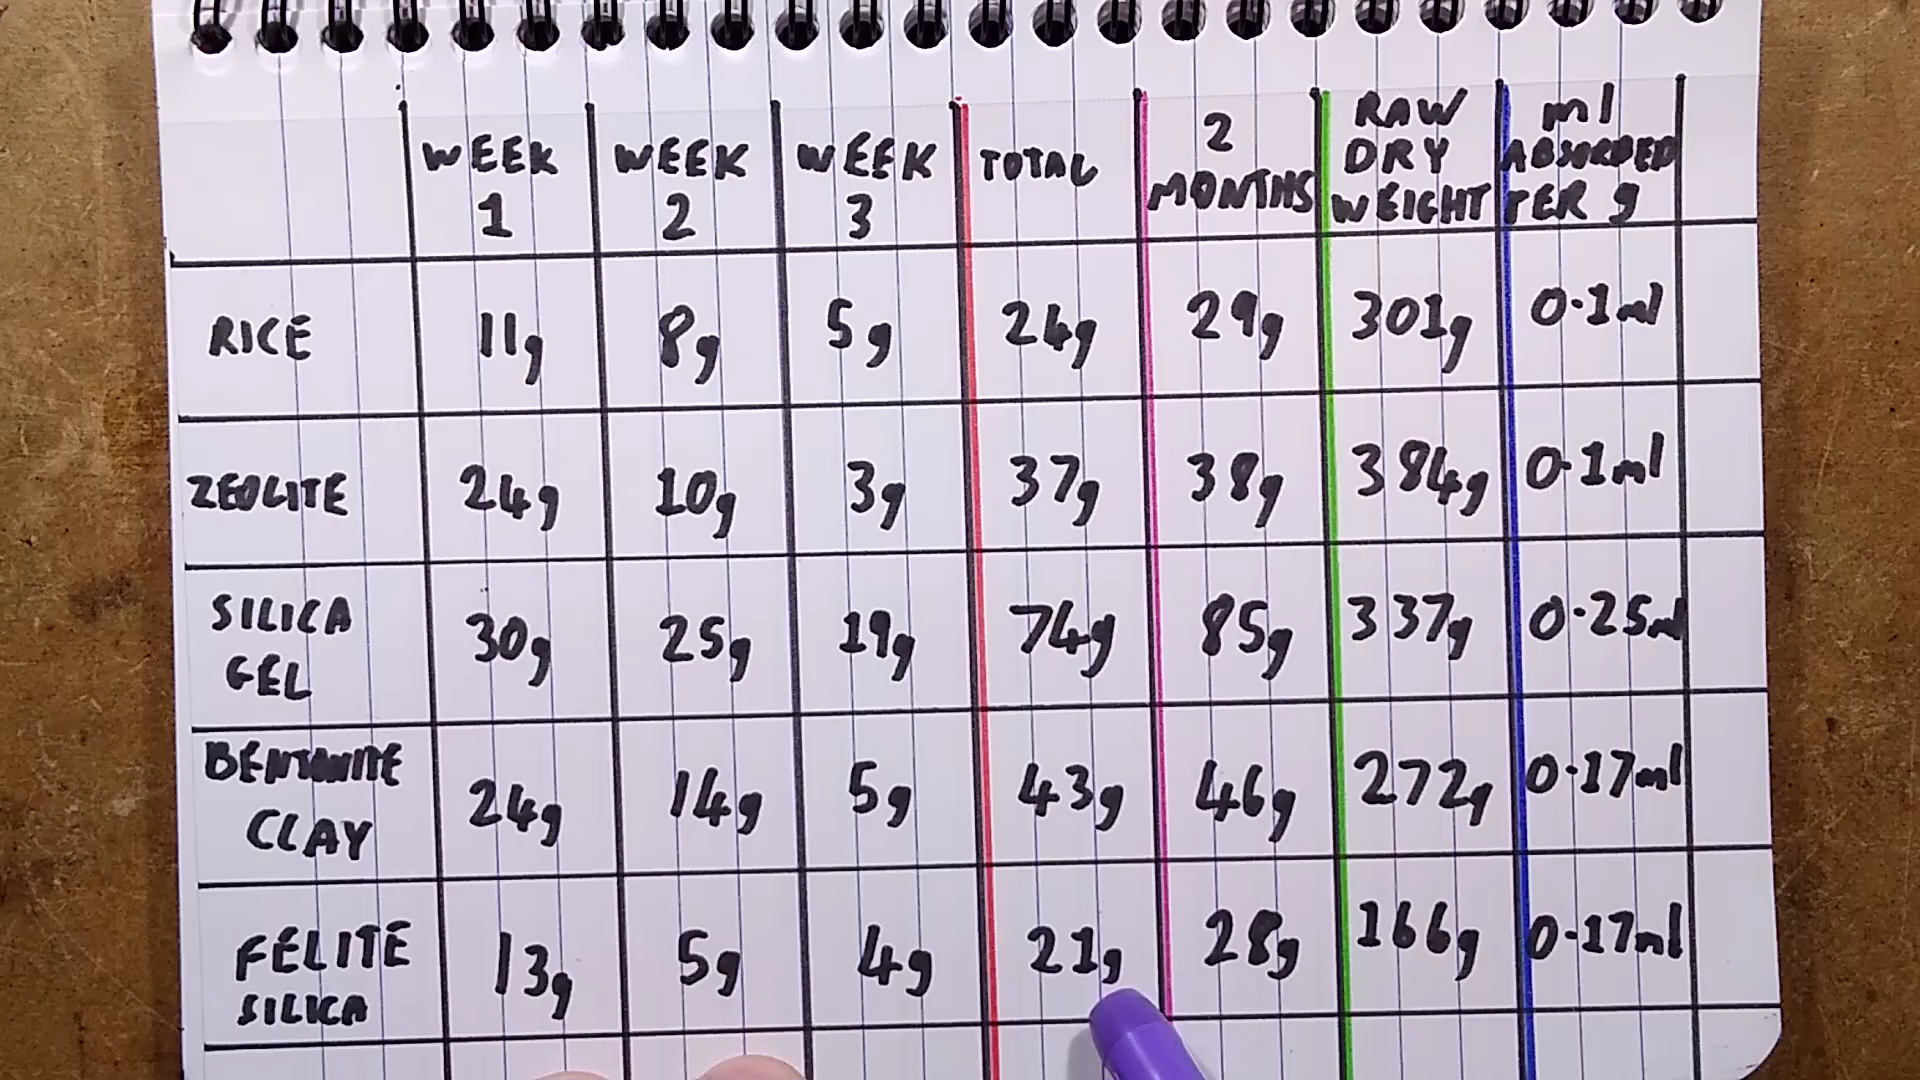 WEEK 1 WEEK 2 WEEK 3 TOTAL 2 MONTHS RAW DRY WEIGHT ml ABSORBED PER g
RICE 11g 8g 5g 24g 29g 301g 0.1ml
ZEOLITE 24g 10g 3g 37g 38g 384g 0.1ml
SILICA GEL 30g 25g 19g 74g 85g 337g 0.25ml
BENTONITE CLAY 24g 14g 5g 43g 46g 272g 0.17ml
FELITE SILICA 13g 5g 4g 21g 28g 166g 0.17ml